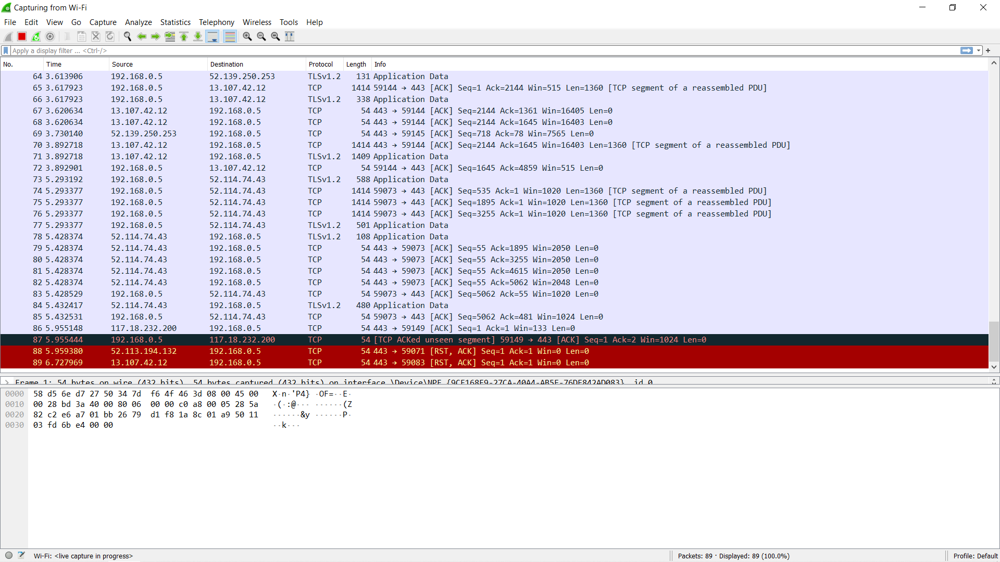 Capturing from Wi-Fi
File Edit View Go Capture Analyze Statistics Telephony Wireless Tools Help
Apply a display filter ... <Ctrl-/>
No. Time Source Destination Protocol Length Info
64 3.613906 192.168.0.5 52.139.250.253 TLSv1.2 131 Application Data
65 3.617923 192.168.0.5 13.107.42.12 TCP 1414 59144 → 443 [ACK] Seq=1 Ack=2144 Win=515 Len=1360 [TCP segment of a reassembled PDU]
66 3.617923 192.168.0.5 13.107.42.12 TLSv1.2 338 Application Data
67 3.620634 13.107.42.12 192.168.0.5 TCP 54 443 → 59144 [ACK] Seq=2144 Ack=1361 Win=16405 Len=0
68 3.620634 13.107.42.12 192.168.0.5 TCP 54 443 → 59144 [ACK] Seq=2144 Ack=1645 Win=16403 Len=0
69 3.730140 52.139.250.253 192.168.0.5 TCP 54 443 → 59145 [ACK] Seq=718 Ack=78 Win=7565 Len=0
70 3.892718 13.107.42.12 192.168.0.5 TCP 1414 443 → 59144 [ACK] Seq=2144 Ack=1645 Win=16403 Len=1360 [TCP segment of a reassembled PDU]
71 3.892718 13.107.42.12 192.168.0.5 TLSv1.2 1409 Application Data
72 3.892901 192.168.0.5 13.107.42.12 TCP 54 59144 → 443 [ACK] Seq=1645 Ack=4859 Win=515 Len=0
73 5.293192 192.168.0.5 52.114.74.43 TLSv1.2 588 Application Data
74 5.293377 192.168.0.5 52.114.74.43 TCP 1414 59073 → 443 [ACK] Seq=535 Ack=1 Win=1020 Len=1360 [TCP segment of a reassembled PDU]
75 5.293377 192.168.0.5 52.114.74.43 TCP 1414 59073 → 443 [ACK] Seq=1895 Ack=1 Win=1020 Len=1360 [TCP segment of a reassembled PDU]
76 5.293377 192.168.0.5 52.114.74.43 TCP 1414 59073 → 443 [ACK] Seq=3255 Ack=1 Win=1020 Len=1360 [TCP segment of a reassembled PDU]
77 5.293377 192.168.0.5 52.114.74.43 TLSv1.2 501 Application Data
78 5.428374 52.114.74.43 192.168.0.5 TLSv1.2 108 Application Data
79 5.428374 52.114.74.43 192.168.0.5 TCP 54 443 → 59073 [ACK] Seq=55 Ack=1895 Win=2050 Len=0
80 5.428374 52.114.74.43 192.168.0.5 TCP 54 443 → 59073 [ACK] Seq=55 Ack=3255 Win=2050 Len=0
81 5.428374 52.114.74.43 192.168.0.5 TCP 54 443 → 59073 [ACK] Seq=55 Ack=4615 Win=2050 Len=0
82 5.428374 52.114.74.43 192.168.0.5 TCP 54 443 → 59073 [ACK] Seq=55 Ack=5062 Win=2048 Len=0
83 5.428529 192.168.0.5 52.114.74.43 TCP 54 59073 → 443 [ACK] Seq=5062 Ack=55 Win=1020 Len=0
84 5.432417 52.114.74.43 192.168.0.5 TLSv1.2 480 Application Data
85 5.432531 192.168.0.5 52.114.74.43 TCP 54 59073 → 443 [ACK] Seq=5062 Ack=481 Win=1024 Len=0
86 5.955148 117.18.232.200 192.168.0.5 TCP 54 443 → 59149 [ACK] Seq=1 Ack=1 Win=133 Len=0
87 5.955444 192.168.0.5 117.18.232.200 TCP 54 [TCP ACKed unseen segment] 59149 → 443 [ACK] Seq=1 Ack=2 Win=1024 Len=0
88 5.959380 52.113.194.132 192.168.0.5 TCP 54 443 → 59071 [RST, ACK] Seq=1 Ack=1 Win=0 Len=0
89 6.727969 13.107.42.12 192.168.0.5 TCP 54 443 → 59083 [RST, ACK] Seq=1 Ack=1 Win=0 Len=0
Frame 1: 54 bytes on wire (432 bits), 54 bytes captured (432 bits) on interface
0000 58 d5 6e d7 27 50 34 7d f6 4f 46 3d 08 00 45 00 X·n·'P4} ·OF=··E·
0010 00 28 bd 3a 40 00 80 06 00 00 c0 a8 00 05 28 5a ·(·:@··· ······(Z
0020 82 c2 e6 a7 01 bb 26 79 d1 f8 1a 8c 01 a9 50 11 ······&y ······P·
0030 03 fd 6b e4 00 00 ··k···
Wi-Fi: <live capture in progress> Packets: 89 · Displayed: 89 (100.0%) Profile: Default